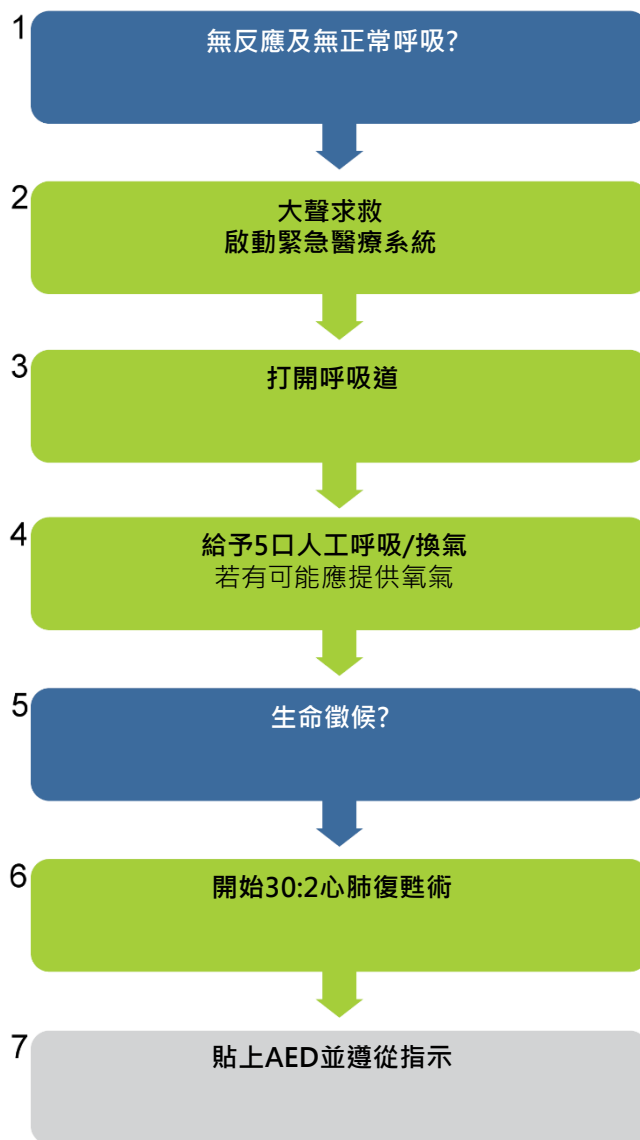 1
無反應及無正常呼吸?
2
大聲求救
啟動緊急醫療系統
3
打開呼吸道
4
給予5口人工呼吸/換氣
若有可能應提供氧氣
5
生命徵候?
6
開始30:2心肺復甦術
7
貼上AED並遵從指示